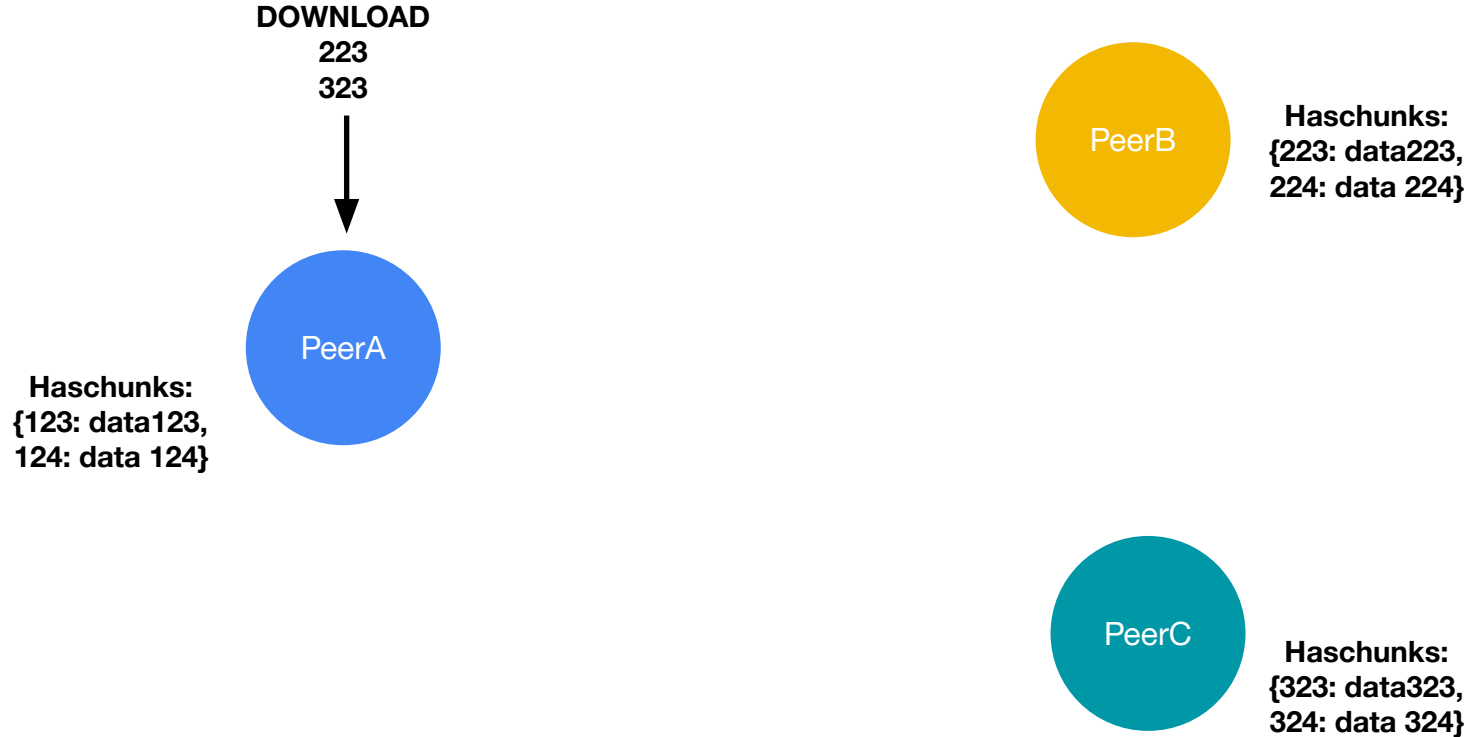 DOWNLOAD
223
323
PeerA
Haschunks:
{123: data123,
124: data 124}
PeerB
Haschunks:
{223: data223,
224: data 224}
PeerC
Haschunks:
{323: data323,
324: data 324}